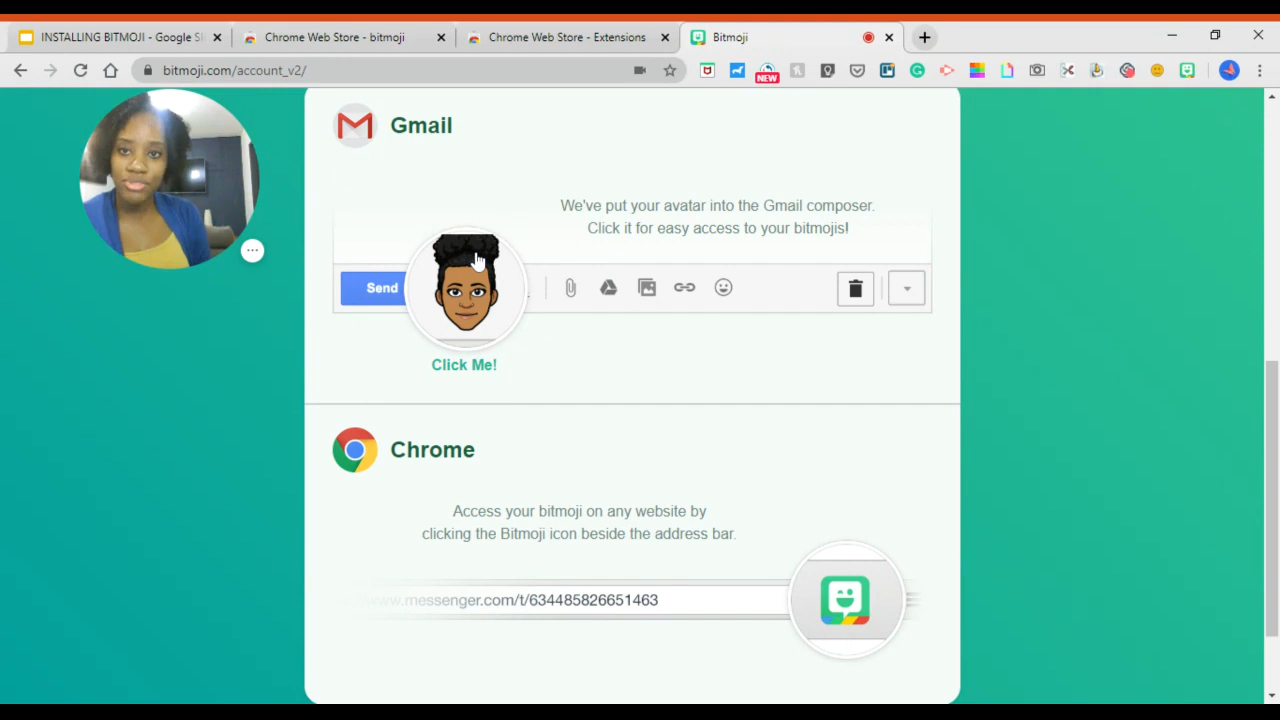 INSTALLING BITMOJI - Google Sl
Chrome Web Store - bitmoji
Chrome Web Store - Extensions
Bitmoji
bitmoji.com/account_v2/
NEW
Gmail
We've put your avatar into the Gmail composer.
Click it for easy access to your bitmojis!
Send
Click Me!
Chrome
Access your bitmoji on any website by
clicking the Bitmoji icon beside the address bar.
www.messenger.com/t/634485826651463